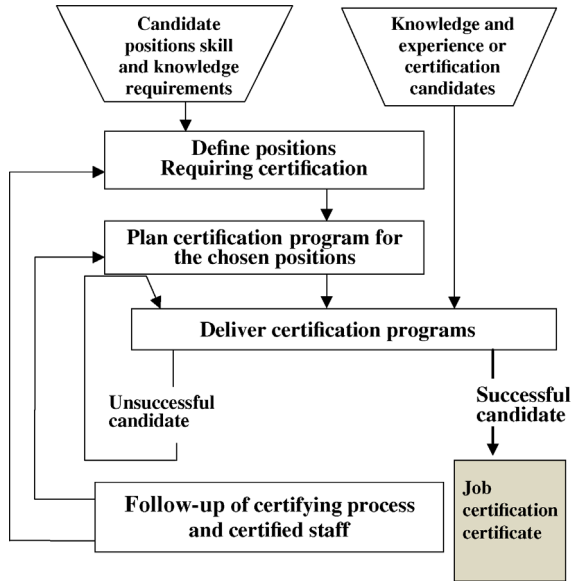 Candidate
positions skill
and knowledge
requirements
Knowledge and
experience or
certification
candidates
Define positions
Requiring certification
Plan certification program for
the chosen positions
Deliver certification programs
Unsuccessful
candidate
Successful
candidate
Follow-up of certifying process
and certified staff
Job
certification
certificate